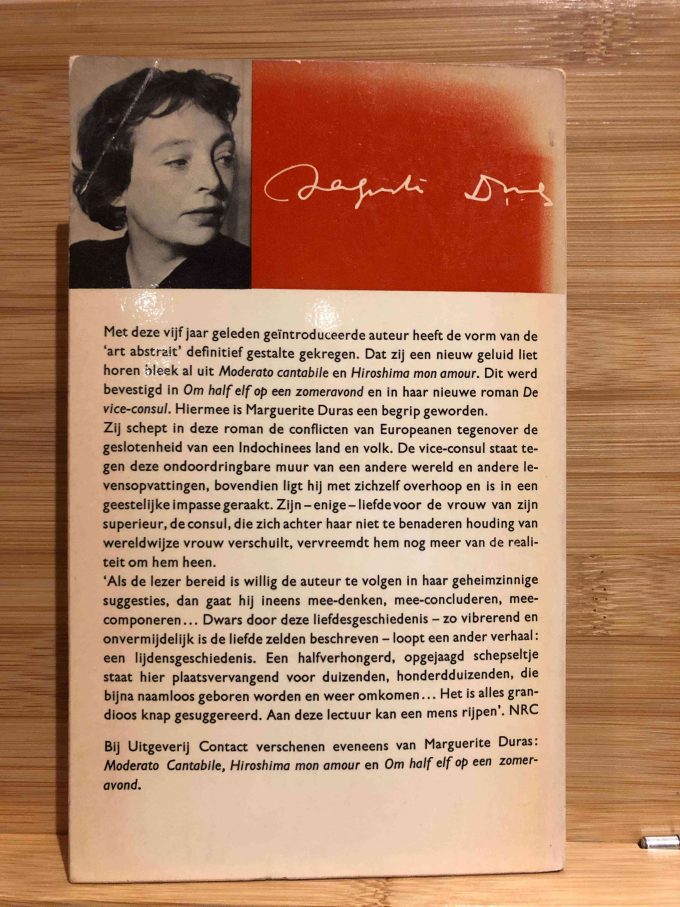 Marguerite Duras
Met deze vijf jaar geleden geïntroduceerde auteur heeft de vorm van de
‘art abstrait’ definitief gestalte gekregen. Dat zij een nieuw geluid liet
horen bleek al uit Moderato cantabile en Hiroshima mon amour. Dit werd
bevestigd in Om half elf op een zomeravond en in haar nieuwe roman De
vice-consul. Hiermee is Marguerite Duras een begrip geworden.
Zij schept in deze roman de conflicten van Europeanen tegenover de
geslotenheid van een Indochinees land en volk. De vice-consul staat te-
gen deze ondoordringbare muur van een andere wereld en andere le-
vensopvattingen, bovendien ligt hij met zichzelf overhoop en is in een
geestelijke impasse geraakt. Zijn – enige – liefde voor de vrouw van zijn
superieur, de consul, die zich achter haar niet te benaderen houding van
wereldwijze vrouw verschuilt, vervreemdt hem nog meer van de reali-
teit om hem heen.
‘Als de lezer bereid is willig de auteur te volgen in haar geheimzinnige
suggesties, dan gaat hij ineens mee-denken, mee-concluderen, mee-
componeren... Dwars door deze liefdesgeschiedenis – zo vibrerend en
onvermijdelijk is de liefde zelden beschreven – loopt een ander verhaal:
een lijdensgeschiedenis. Een halfverhongerd, opgejaagd schepseltje
staat hier plaatsvervangend voor duizenden, honderdduizenden, die
bijna naamloos geboren worden en weer omkomen... Het is alles gran-
dioos knap gesuggereerd. Aan deze lectuur kan een mens rijpen’. NRC
Bij Uitgeverij Contact verschenen eveneens van Marguerite Duras:
Moderato Cantabile, Hiroshima mon amour en Om half elf op een zomer-
avond.